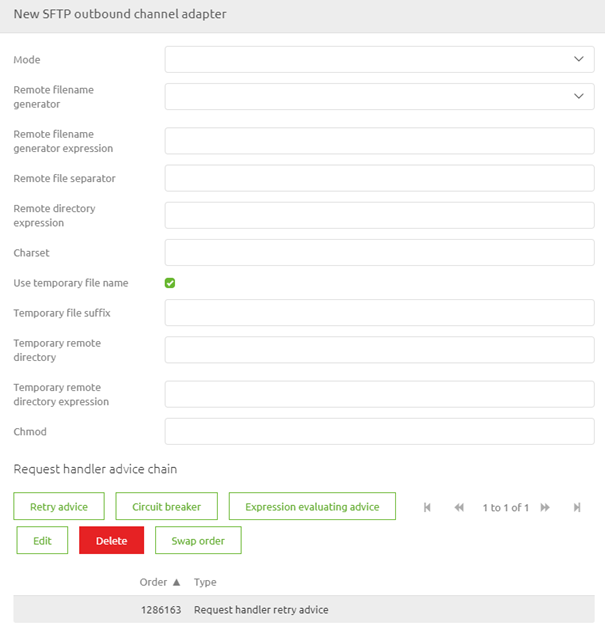 New SFTP outbound channel adapter
Mode
Remote filename
generator
Remote filename
generator expression
Remote file separator
Remote directory
expression
Charset
Use temporary file name
Temporary file suffix
Temporary remote
directory
Temporary remote
directory expression
Chmod
Request handler advice chain
Retry advice Circuit breaker Expression evaluating advice 1 to 1 of 1
Edit Delete Swap order
Order ▲ Type
1286163 Request handler retry advice